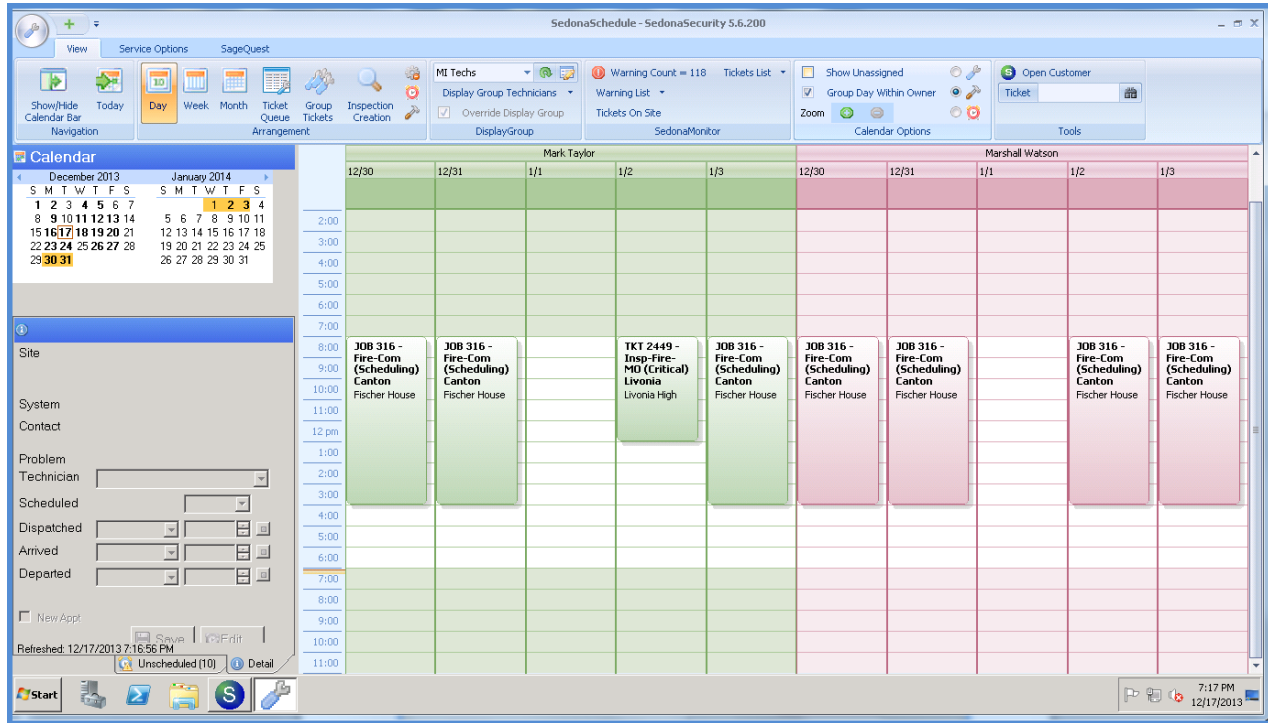 SedonaSchedule - SedonaSecurity 5.6.200
View Service Options SageQuest
Show/Hide Calendar Bar
Today
Navigation
Day
Week
Month
Ticket Queue
Group Tickets
Inspection Creation
Arrangement
MI Techs
Display Group Technicians
Override Display Group
DisplayGroup
Warning Count = 119 Tickets List
Warning List
Tickets On Site
SedonaMonitor
Show Unassigned
Group Day Within Owner
Zoom
Calendar Options
Open Customer
Ticket
Tools
Calendar
December 2013
S M T W T F S
1 2 3 4 5 6 7
8 9 10 11 12 13 14
15 16 17 18 19 20 21
22 23 24 25 26 27 28
29 30 31
January 2014
S M T W T F S
1 2 3 4
5 6 7 8 9 10 11
12 13 14 15 16 17 18
19 20 21 22 23 24 25
26 27 28 29 30 31
Site
System
Contact
Problem
Technician
Scheduled
Dispatched
Arrived
Departed
New Appt
Save Edit
Refreshed: 12/17/2013 7:16:56 PM
Unscheduled (10) Detail
Mark Taylor Marshall Watson
12/30 12/31 1/1 1/2 1/3 12/30 12/31 1/1 1/2 1/3
2:00
3:00
4:00
5:00
6:00
7:00
8:00
9:00
10:00
11:00
12 pm
1:00
2:00
3:00
4:00
5:00
6:00
7:00
8:00
9:00
10:00
11:00
JOB 316 -
Fire-Com
(Scheduling)
Canton
Fischer House
JOB 316 -
Fire-Com
(Scheduling)
Canton
Fischer House
TKT 2449 -
Insp-Fire-
MO (Critical)
Livonia
Livonia High
JOB 316 -
Fire-Com
(Scheduling)
Canton
Fischer House
JOB 316 -
Fire-Com
(Scheduling)
Canton
Fischer House
JOB 316 -
Fire-Com
(Scheduling)
Canton
Fischer House
JOB 316 -
Fire-Com
(Scheduling)
Canton
Fischer House
JOB 316 -
Fire-Com
(Scheduling)
Canton
Fischer House
Start
7:17 PM
12/17/2013